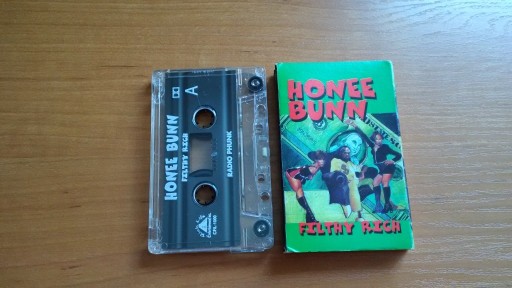 A
HONEE BUNN
FILTHY RICH
RADIO PHUNK
HONEE
BUNN
FILTHY RICH